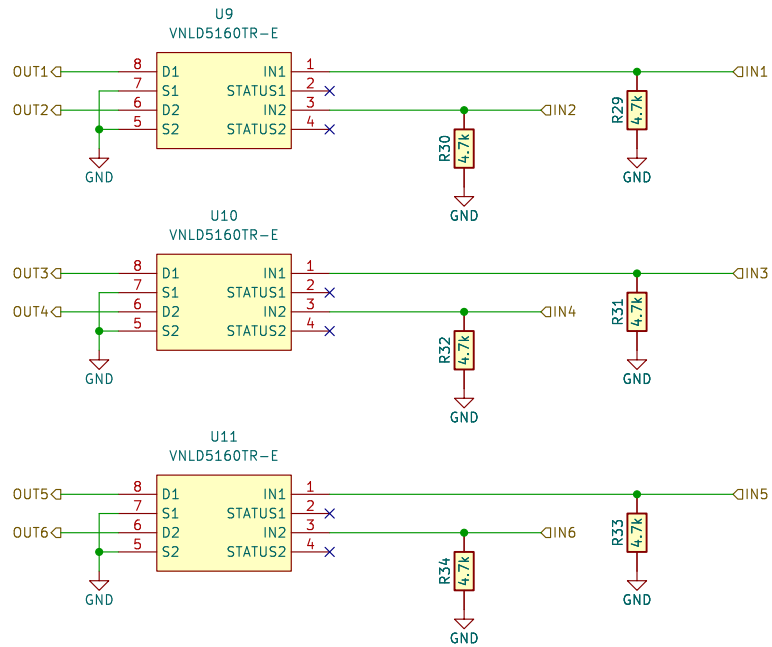 U9
VNLD5160TR-E
OUT1 8 D1 IN1 1 IN1
7 S1 STATUS1 2
OUT2 6 D2 IN2 3 IN2
5 S2 STATUS2 4
R29 4.7k
R30 4.7k
GND GND
GND
U10
VNLD5160TR-E
OUT3 8 D1 IN1 1 IN3
7 S1 STATUS1 2
OUT4 6 D2 IN2 3 IN4
5 S2 STATUS2 4
R31 4.7k
R32 4.7k
GND GND
GND
U11
VNLD5160TR-E
OUT5 8 D1 IN1 1 IN5
7 S1 STATUS1 2
OUT6 6 D2 IN2 3 IN6
5 S2 STATUS2 4
R33 4.7k
R34 4.7k
GND GND
GND